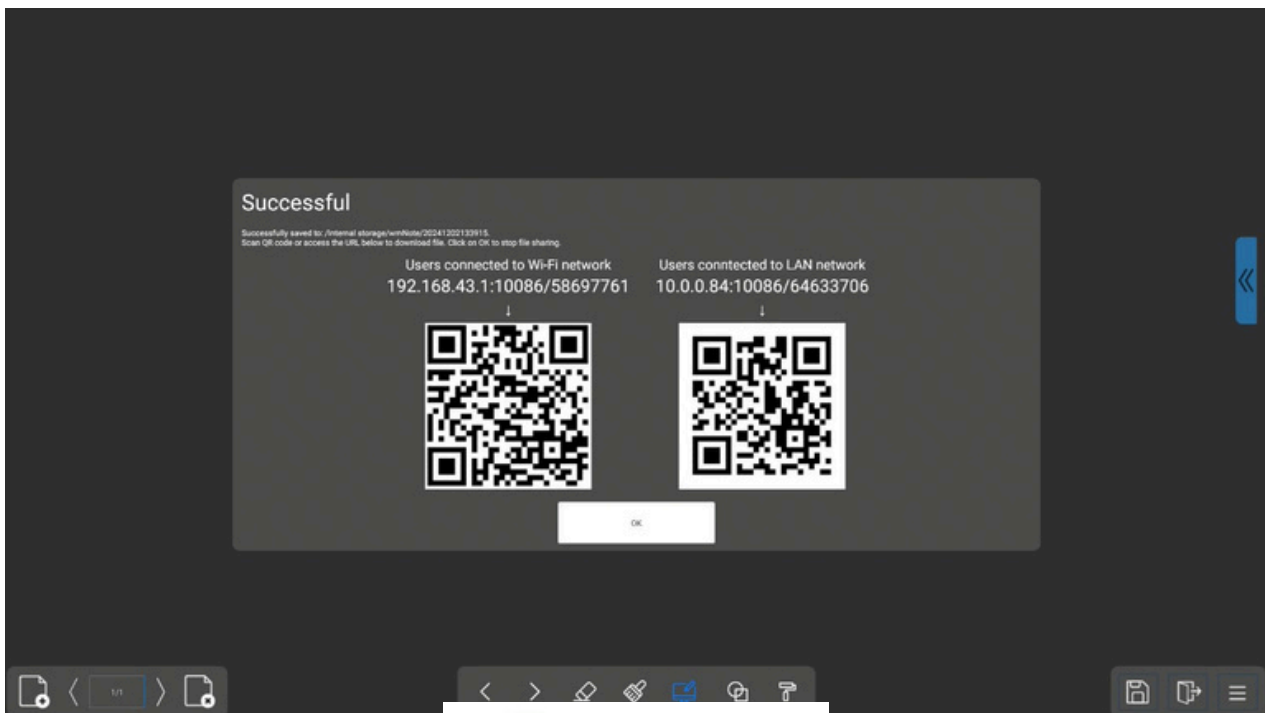 Successful
Successfully saved to: /Internal storage/wmNote/20241202133915.
Scan QR code or access the URL below to download file. Click on OK to stop file sharing.
Users connected to Wi-Fi network
192.168.43.1:10086/58697761
↓
Users conntected to LAN network
10.0.0.84:10086/64633706
↓
OK
1/1